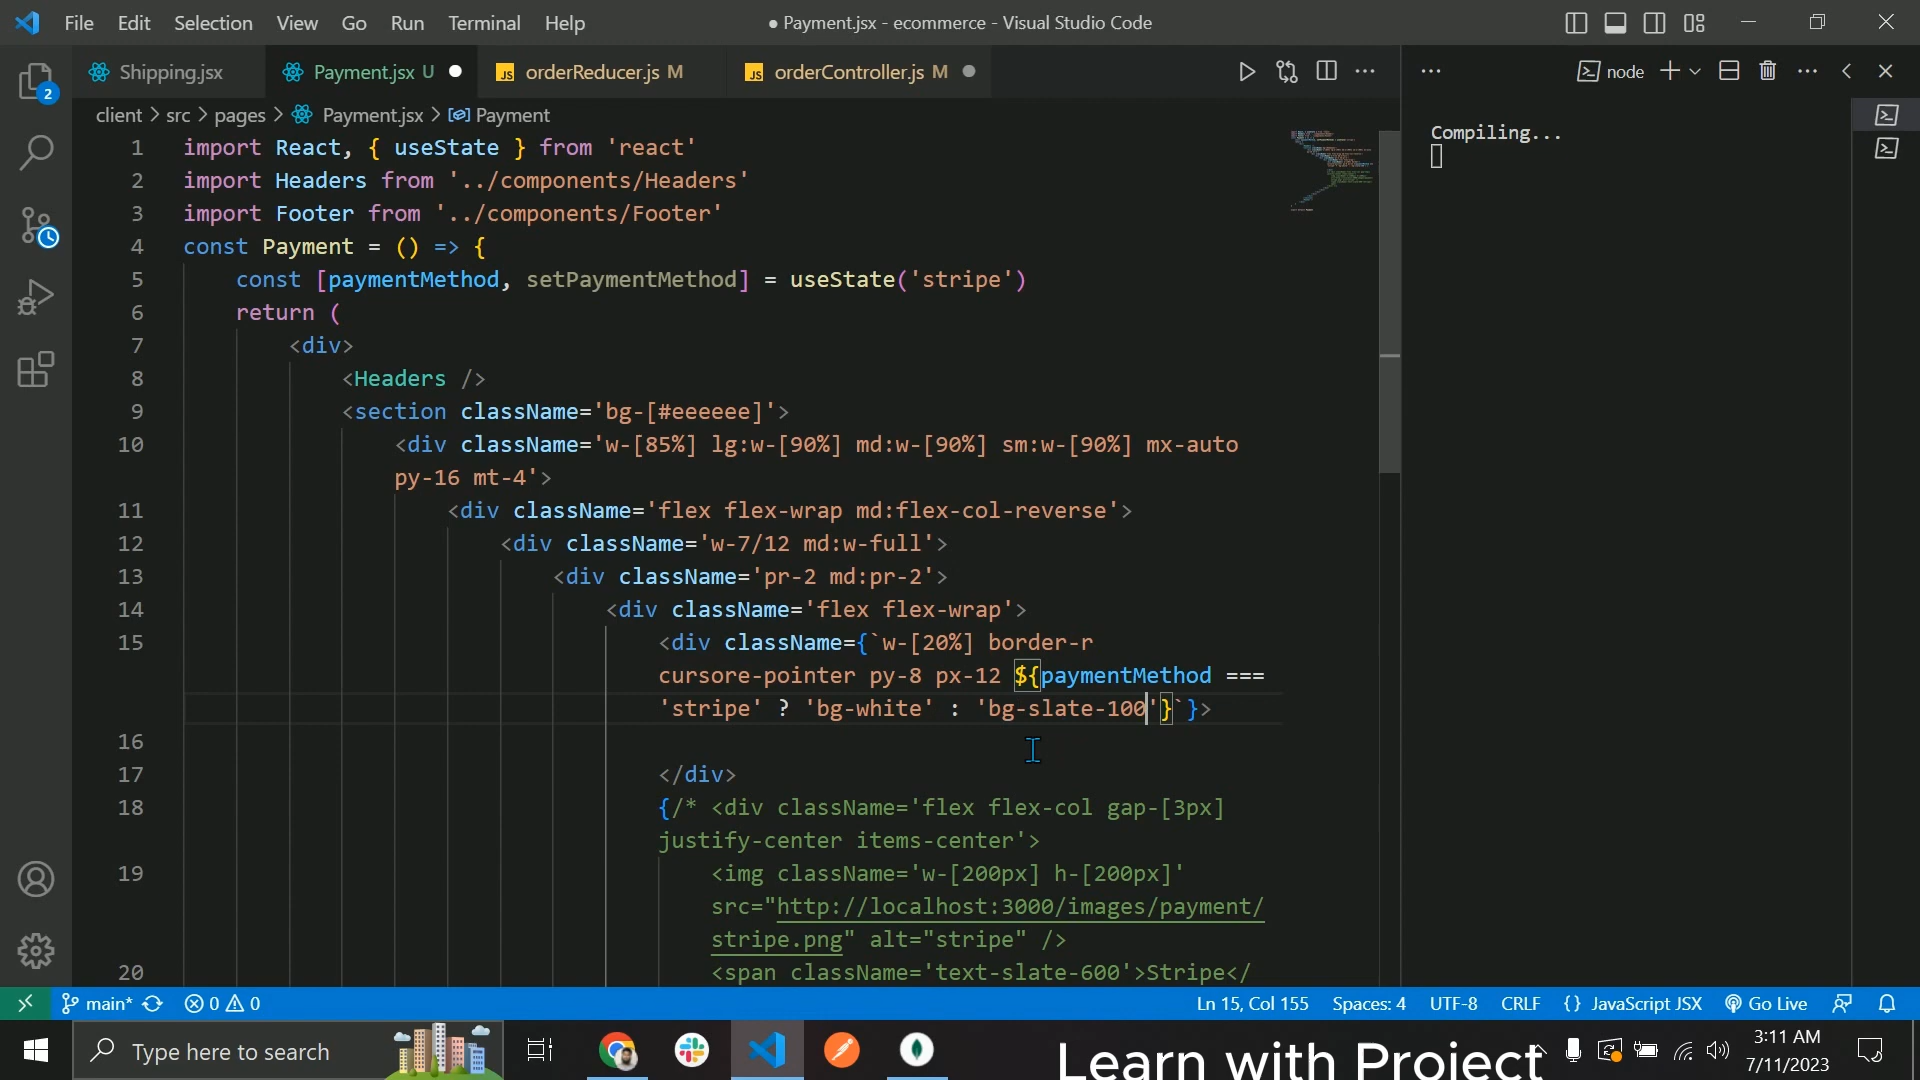 File Edit Selection View Go Run Terminal Help
● Payment.jsx - ecommerce - Visual Studio Code
Shipping.jsx
Payment.jsx U ●
JS orderReducer.js M
JS orderController.js M ●
node
client > src > pages > Payment.jsx > Payment
2
1 import React, { useState } from 'react'
2 import Headers from '../components/Headers'
3 import Footer from '../components/Footer'
4 const Payment = () => {
5 const [paymentMethod, setPaymentMethod] = useState('stripe')
6 return (
7 <div>
8 <Headers />
9 <section className='bg-[#eeeeee]'>
10 <div className='w-[85%] lg:w-[90%] md:w-[90%] sm:w-[90%] mx-auto
py-16 mt-4'>
11 <div className='flex flex-wrap md:flex-col-reverse'>
12 <div className='w-7/12 md:w-full'>
13 <div className='pr-2 md:pr-2'>
14 <div className='flex flex-wrap'>
15 <div className={`w-[20%] border-r
cursore-pointer py-8 px-12 ${paymentMethod ===
'stripe' ? 'bg-white' : 'bg-slate-100'}`}>
16
17 </div>
18 {/* <div className='flex flex-col gap-[3px]
justify-center items-center'>
19 <img className='w-[200px] h-[200px]'
src="http://localhost:3000/images/payment/
stripe.png" alt="stripe" />
20 <span className='text-slate-600'>Stripe</
Compiling...
main* 0 0
Ln 15, Col 155 Spaces: 4 UTF-8 CRLF {} JavaScript JSX Go Live
Type here to search
Learn with Project
3:11 AM
7/11/2023